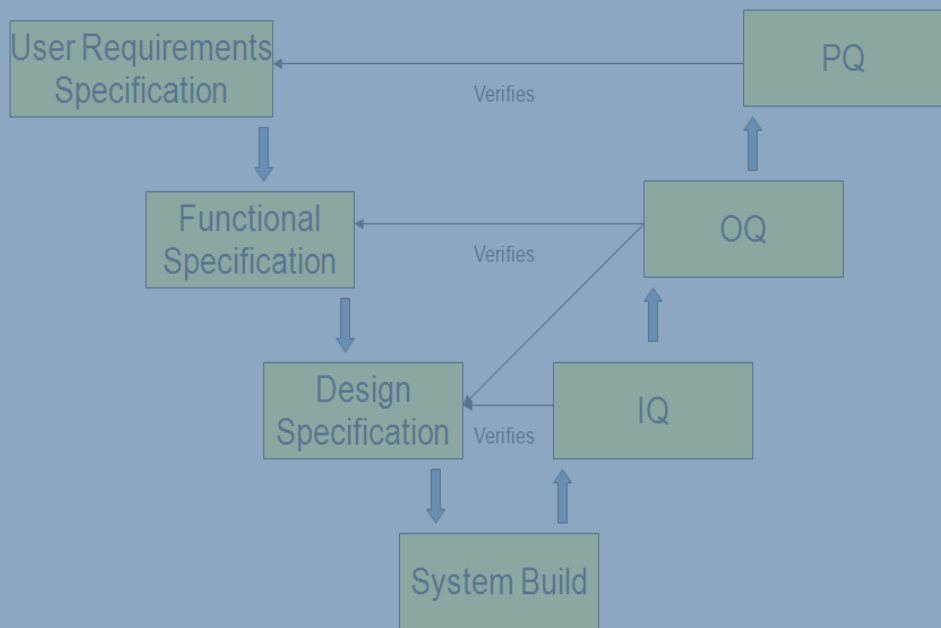 User Requirements
Specification
PQ
Verifies
Functional
Specification
OQ
Verifies
Design
Specification
IQ
Verifies
System Build